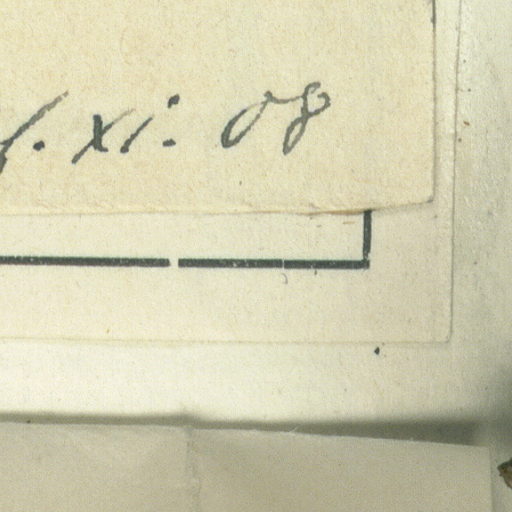 . xi. 08